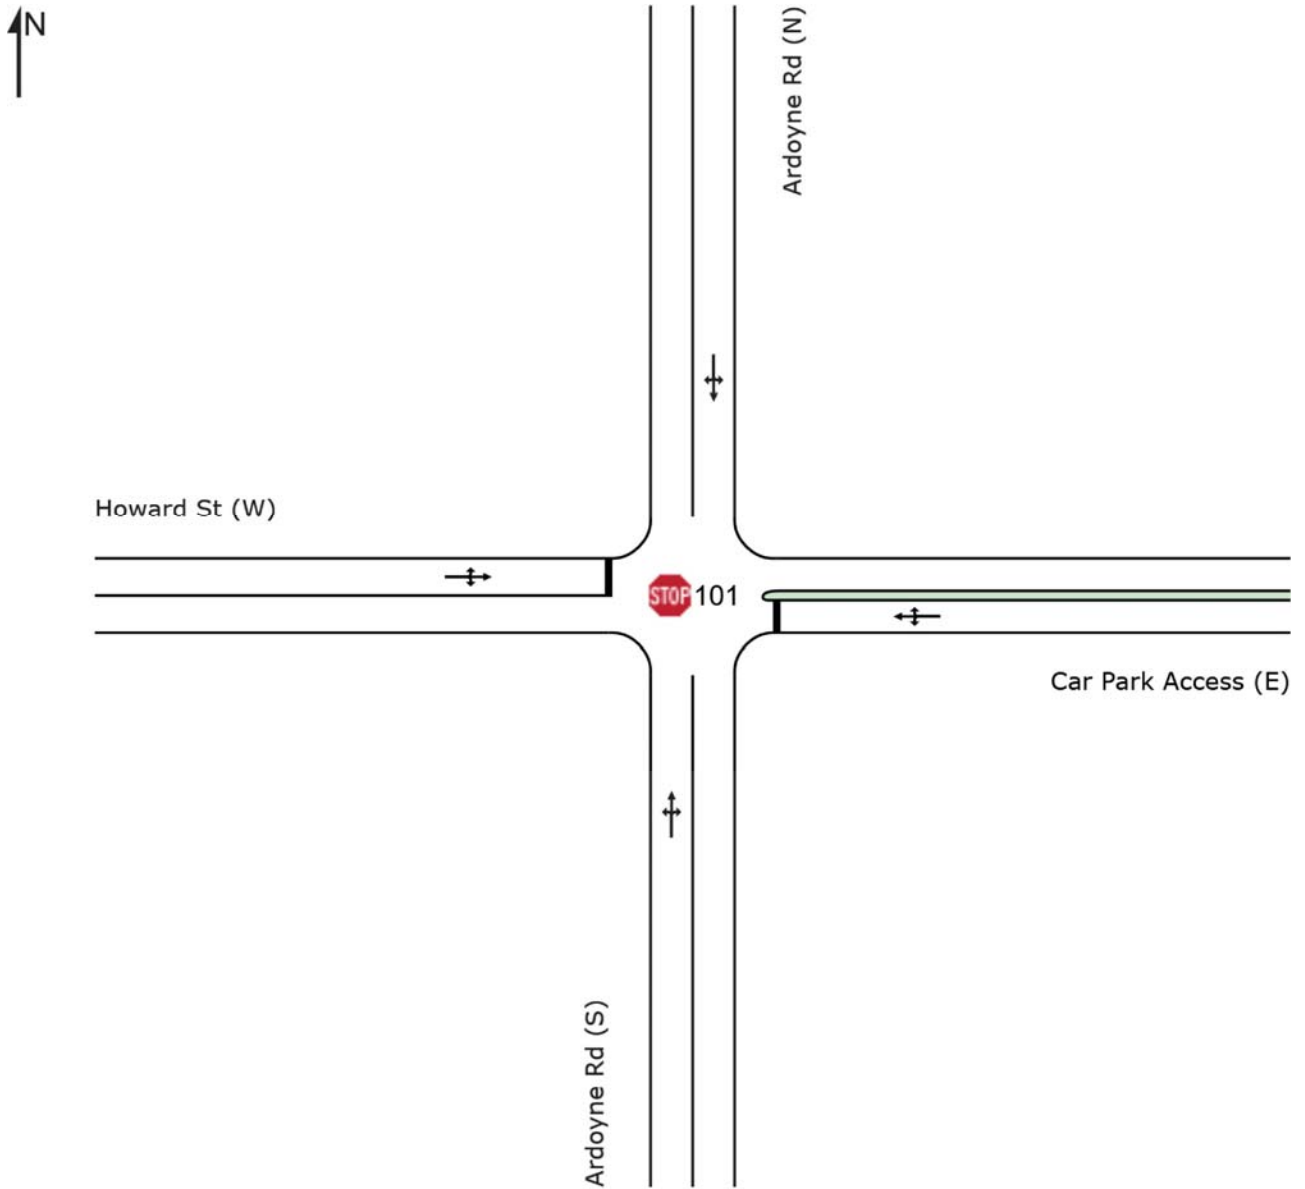 N
Ardoyne Rd (N)
Howard St (W)
STOP 101
Car Park Access (E)
Ardoyne Rd (S)